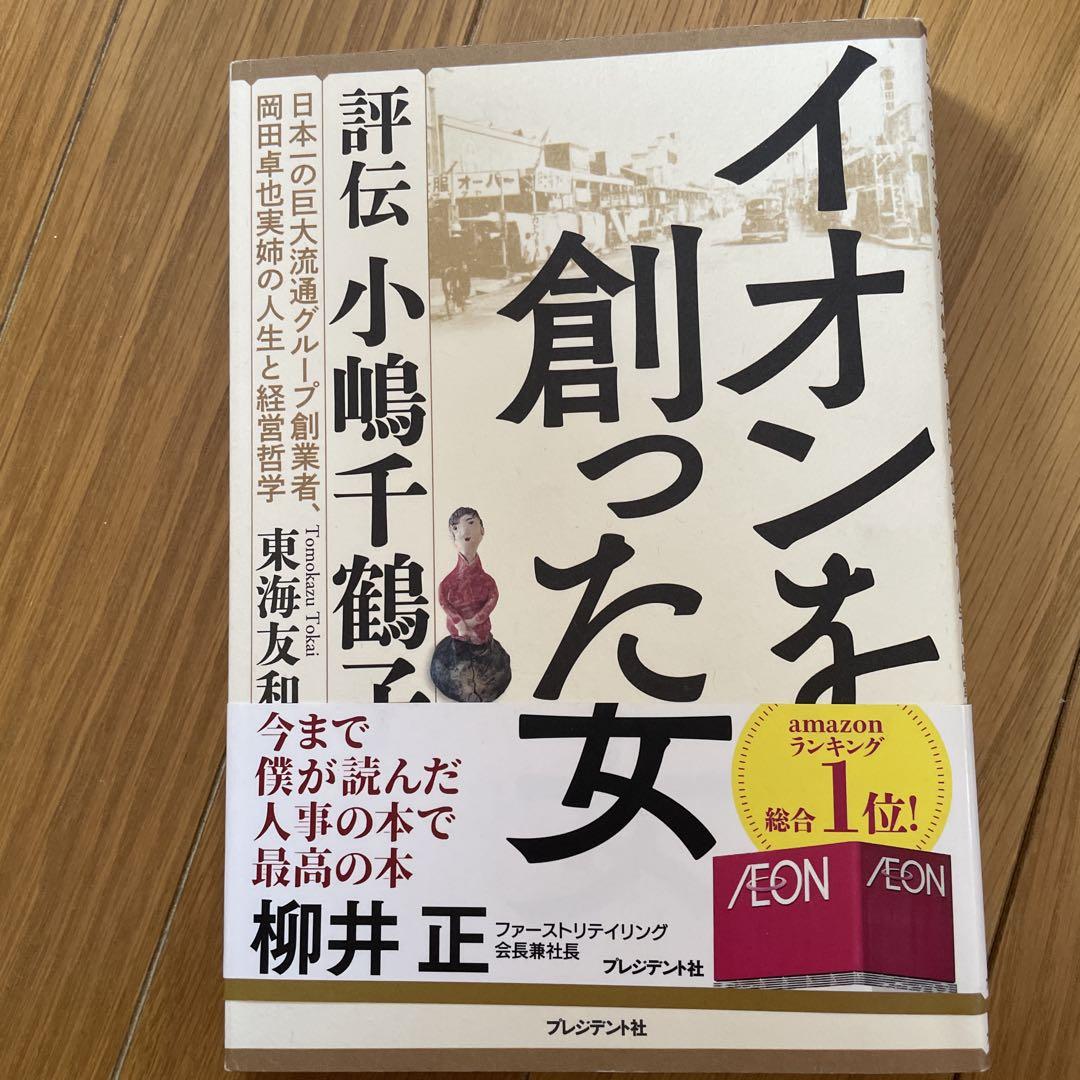 イオンを
創った女
評伝 小嶋千鶴子
日本一の巨大流通グループ創業者、
岡田卓也実姉の人生と経営哲学
東海友和
Tomokazu Tokai
オーバー
今まで
僕が読んだ
人事の本で
最高の本
柳井 正
ファーストリテイリング
会長兼社長
プレジデント社
amazon
ランキング
総合1位!
ÆON
ÆON
プレジデント社